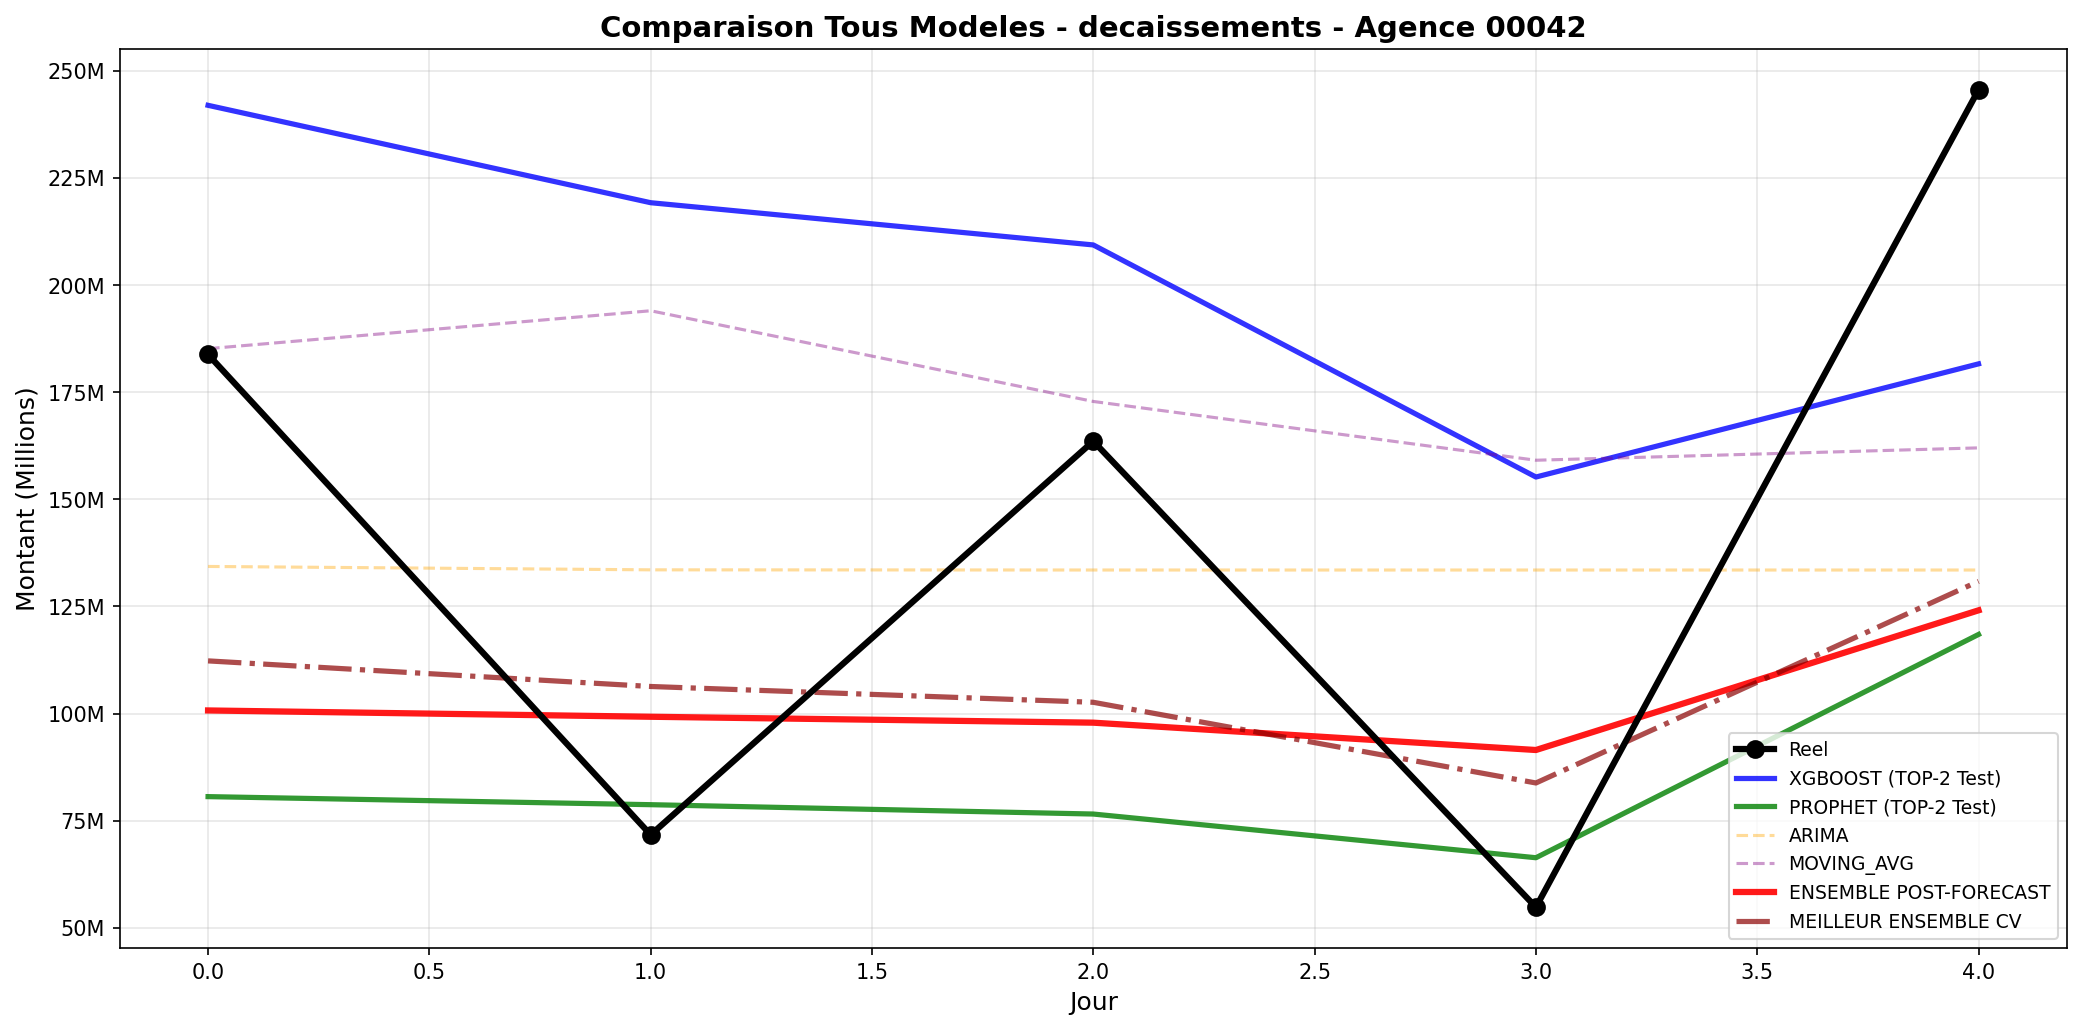 Comparaison Tous Modeles - decaissements - Agence 00042
Montant (Millions)
250M
225M
200M
175M
150M
125M
100M
75M
50M
0.0 0.5 1.0 1.5 2.0 2.5 3.0 3.5 4.0
Jour
Reel
XGBOOST (TOP-2 Test)
PROPHET (TOP-2 Test)
ARIMA
MOVING_AVG
ENSEMBLE POST-FORECAST
MEILLEUR ENSEMBLE CV